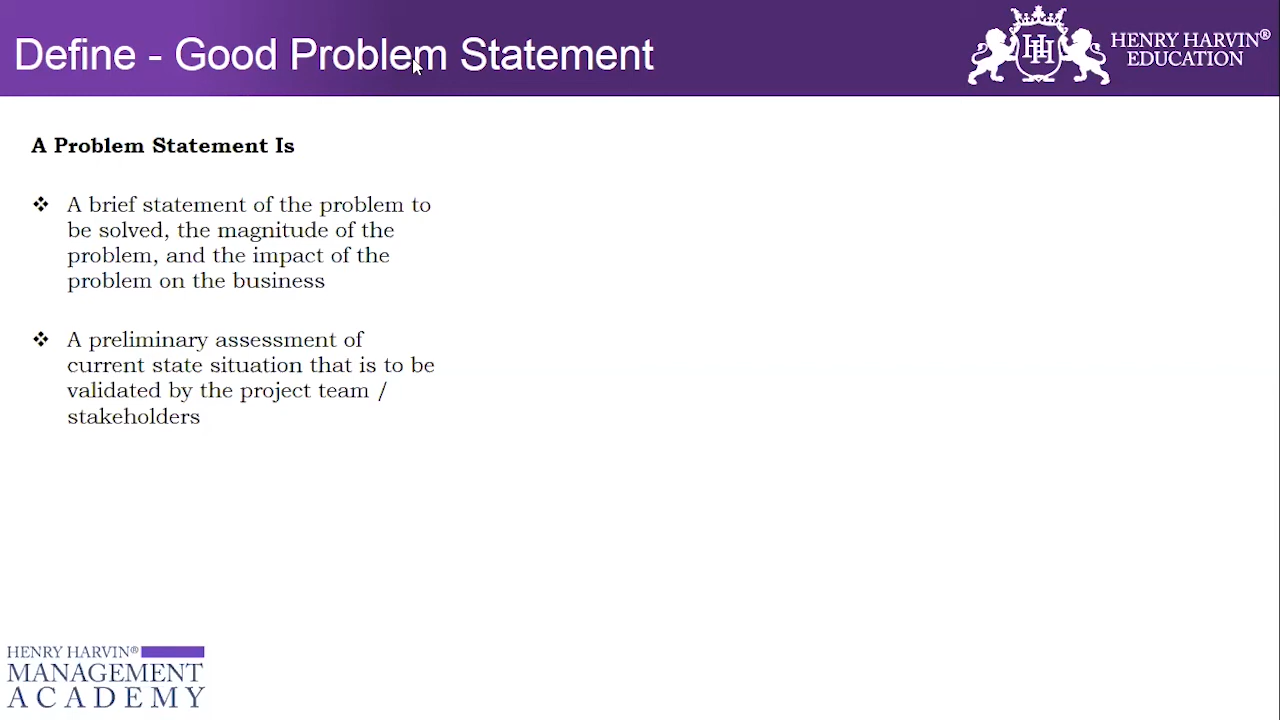 Define - Good Problem Statement
HENRY HARVIN®
EDUCATION
A Problem Statement Is
❖ A brief statement of the problem to
be solved, the magnitude of the
problem, and the impact of the
problem on the business
❖ A preliminary assessment of
current state situation that is to be
validated by the project team /
stakeholders
HENRY HARVIN®
MANAGEMENT
ACADEMY